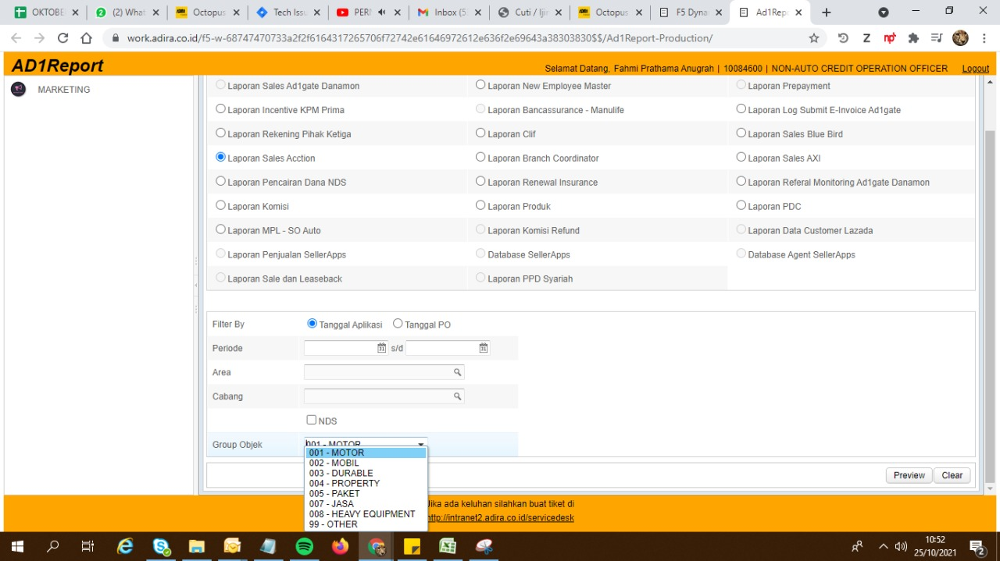 OKTOBE
(2) What
Octopus
Tech Iss
PERI
Inbox (5
Cuti / Iji
Octopus
F5 Dyna
Ad1Rep
work.adira.co.id/f5-w-68747470733a2f2f6164317265706f72742e61646972612e636f2e69643a38303830$$/Ad1Report-Production/
AD1Report
Selamat Datang, Fahmi Prathama Anugrah | 10084600 | NON-AUTO CREDIT OPERATION OFFICER Logout
MARKETING
Laporan Sales Ad1gate Danamon Laporan New Employee Master Laporan Prepayment
Laporan Incentive KPM Prima Laporan Bancassurance - Manulife Laporan Log Submit E-Invoice Ad1gate
Laporan Rekening Pihak Ketiga Laporan Clif Laporan Sales Blue Bird
Laporan Sales Acction Laporan Branch Coordinator Laporan Sales AXI
Laporan Pencairan Dana NDS Laporan Renewal Insurance Laporan Referal Monitoring Ad1gate Danamon
Laporan Komisi Laporan Produk Laporan PDC
Laporan MPL - SO Auto Laporan Komisi Refund Laporan Data Customer Lazada
Laporan Penjualan SellerApps Database SellerApps Database Agent SellerApps
Laporan Sale dan Leaseback Laporan PPD Syariah
Filter By Tanggal Aplikasi Tanggal PO
Periode s/d
Area
Cabang
NDS
Group Objek 001 - MOTOR
001 - MOTOR
002 - MOBIL
003 - DURABLE
004 - PROPERTY
005 - PAKET
007 - JASA
008 - HEAVY EQUIPMENT
99 - OTHER
Preview Clear
Jika ada keluhan silahkan buat tiket di
http://intranet2.adira.co.id/servicedesk
10:52
25/10/2021
2